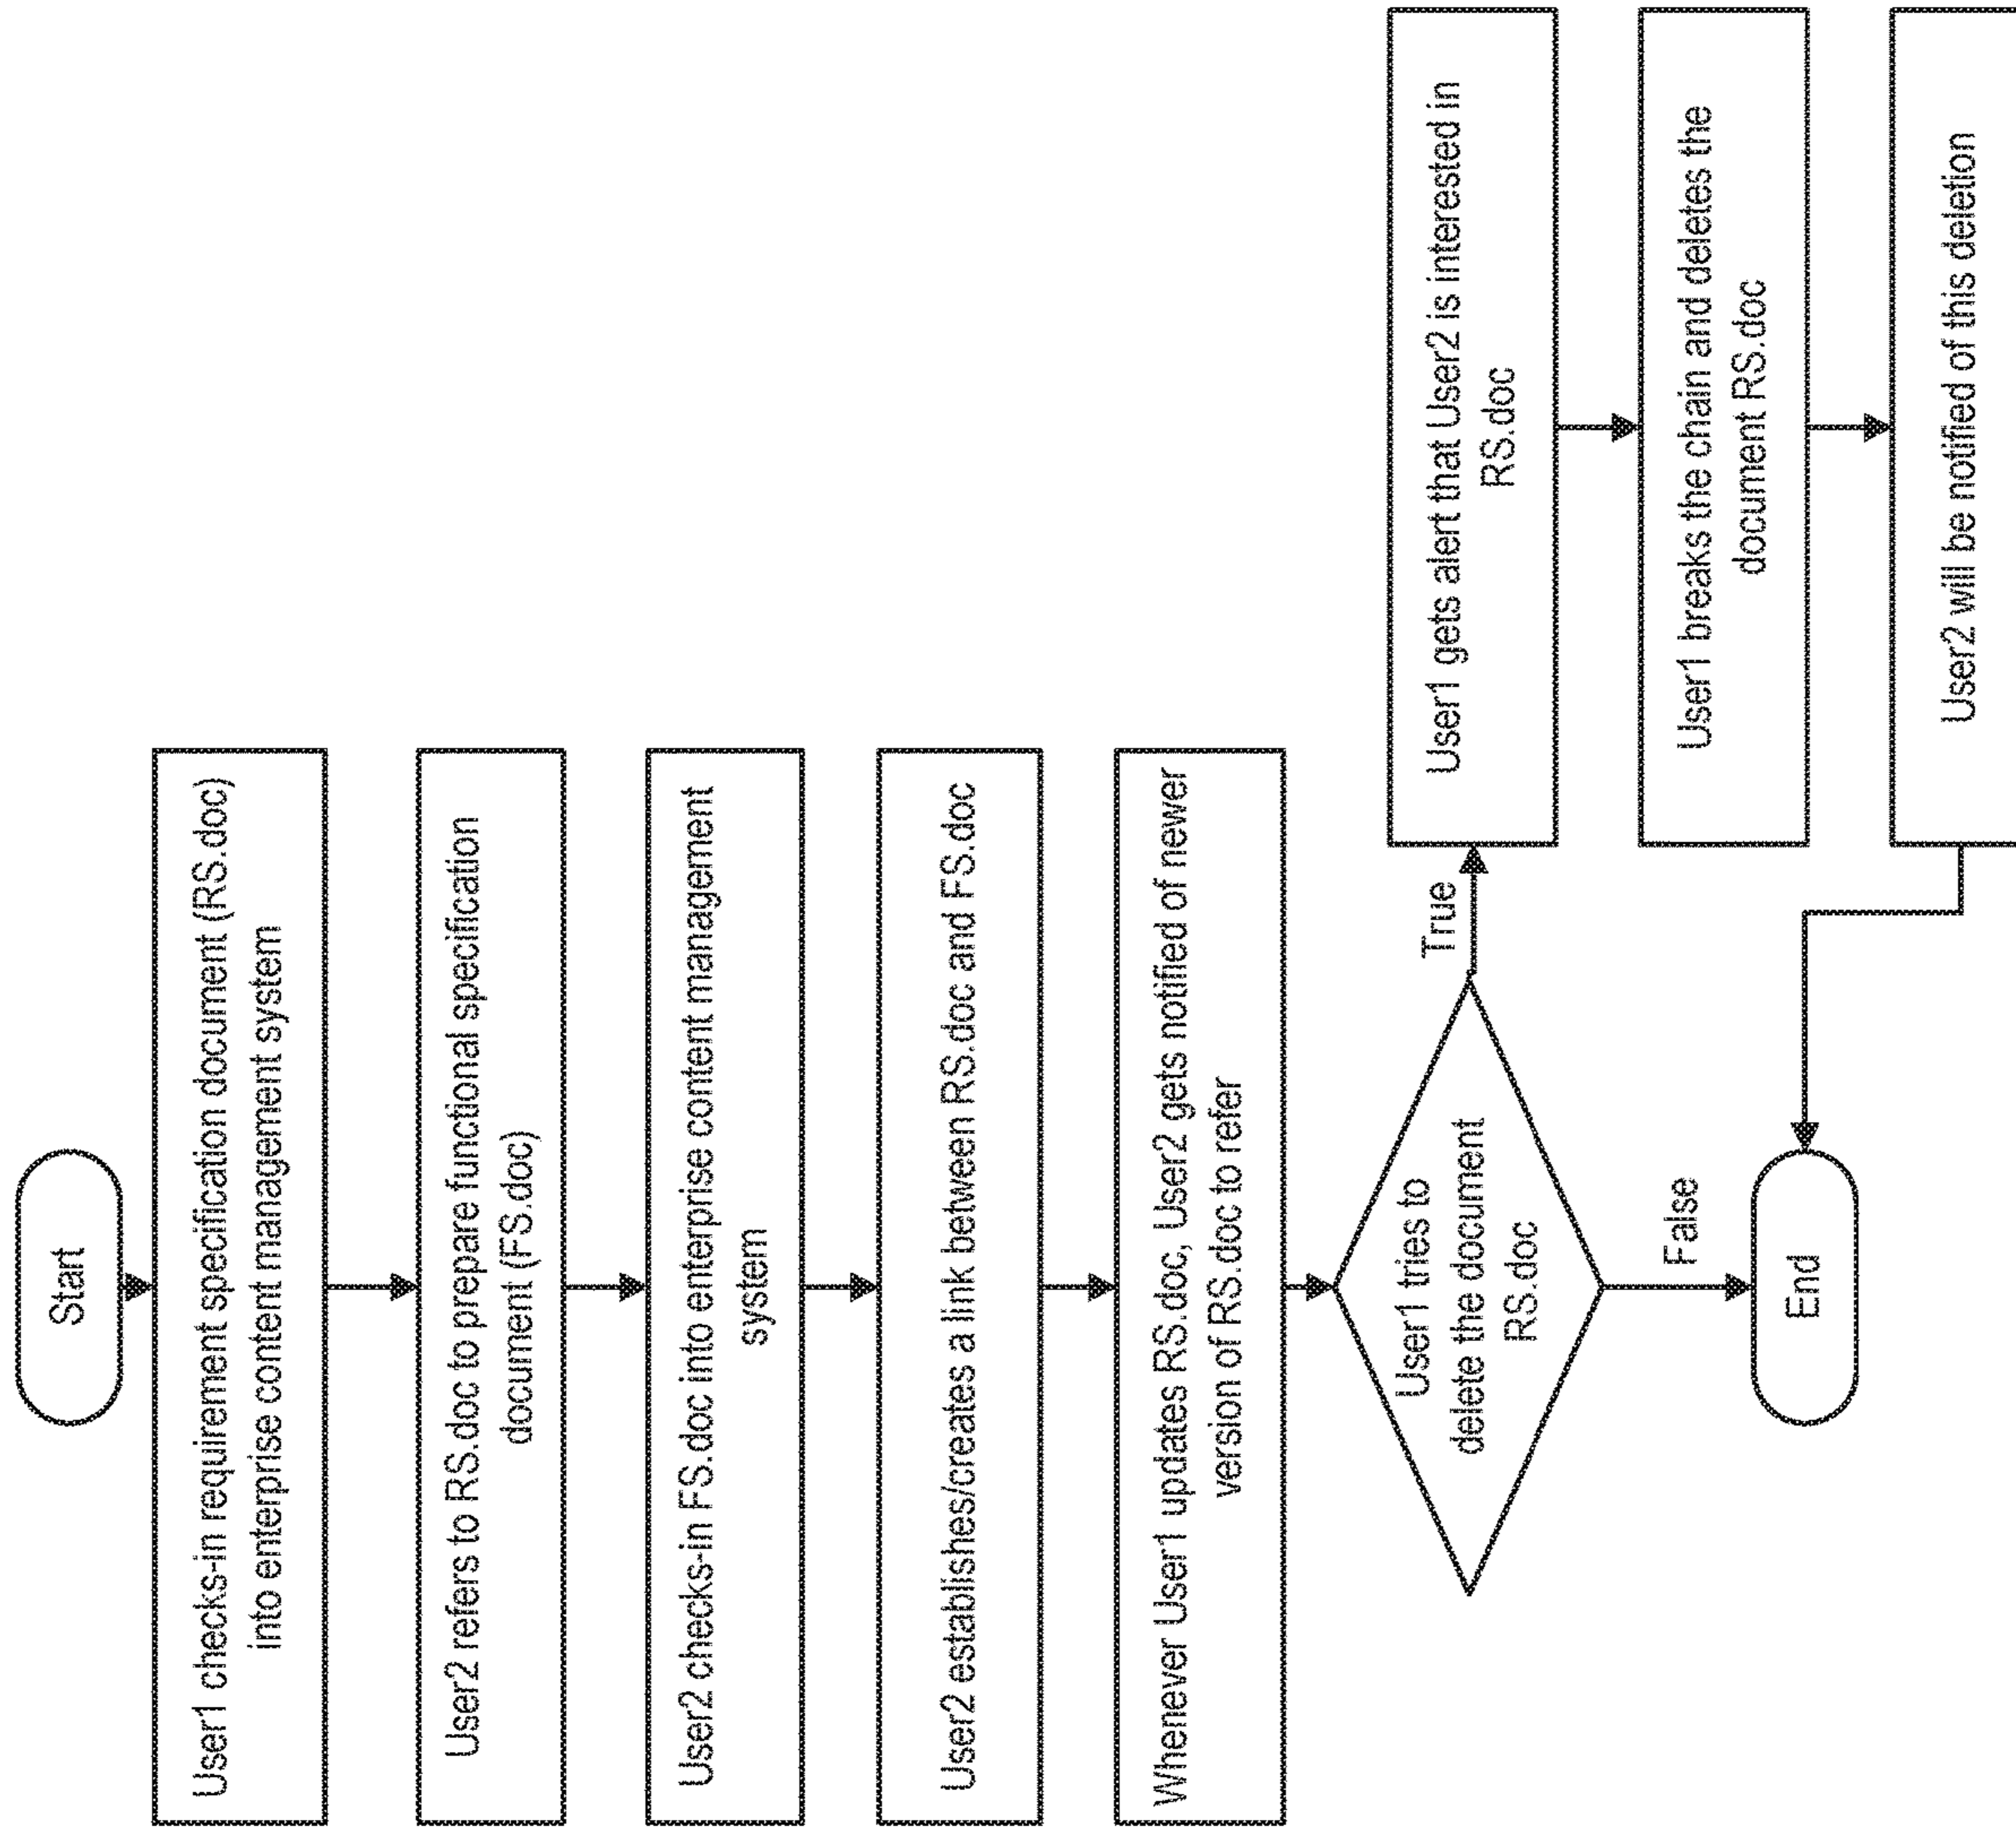 Start
User1 checks-in requirement specification document (RS.doc)
into enterprise content management system
User2 refers to RS.doc to prepare functional specification
document (FS.doc)
User2 checks-in FS.doc into enterprise content management
system
User2 establishes/creates a link between RS.doc and FS.doc
Whenever User1 updates RS.doc, User2 gets notified of newer
version of RS.doc to refer
User1 tries to
delete the document
RS.doc
True
False
End
User1 gets alert that User2 is interested in
RS.doc
User1 breaks the chain and deletes the
document RS.doc
User2 will be notified of this deletion